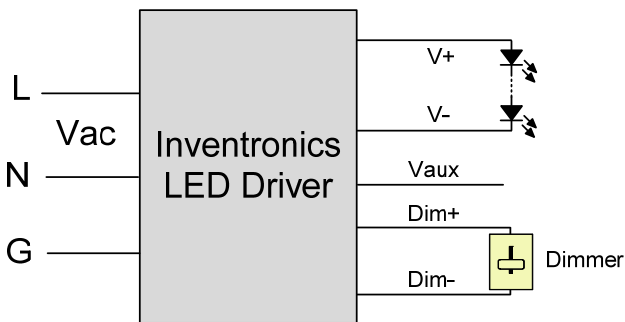 L
Vac
N
G
Inventronics
LED Driver
V+
V-
Vaux
Dim+
Dim-
Dimmer